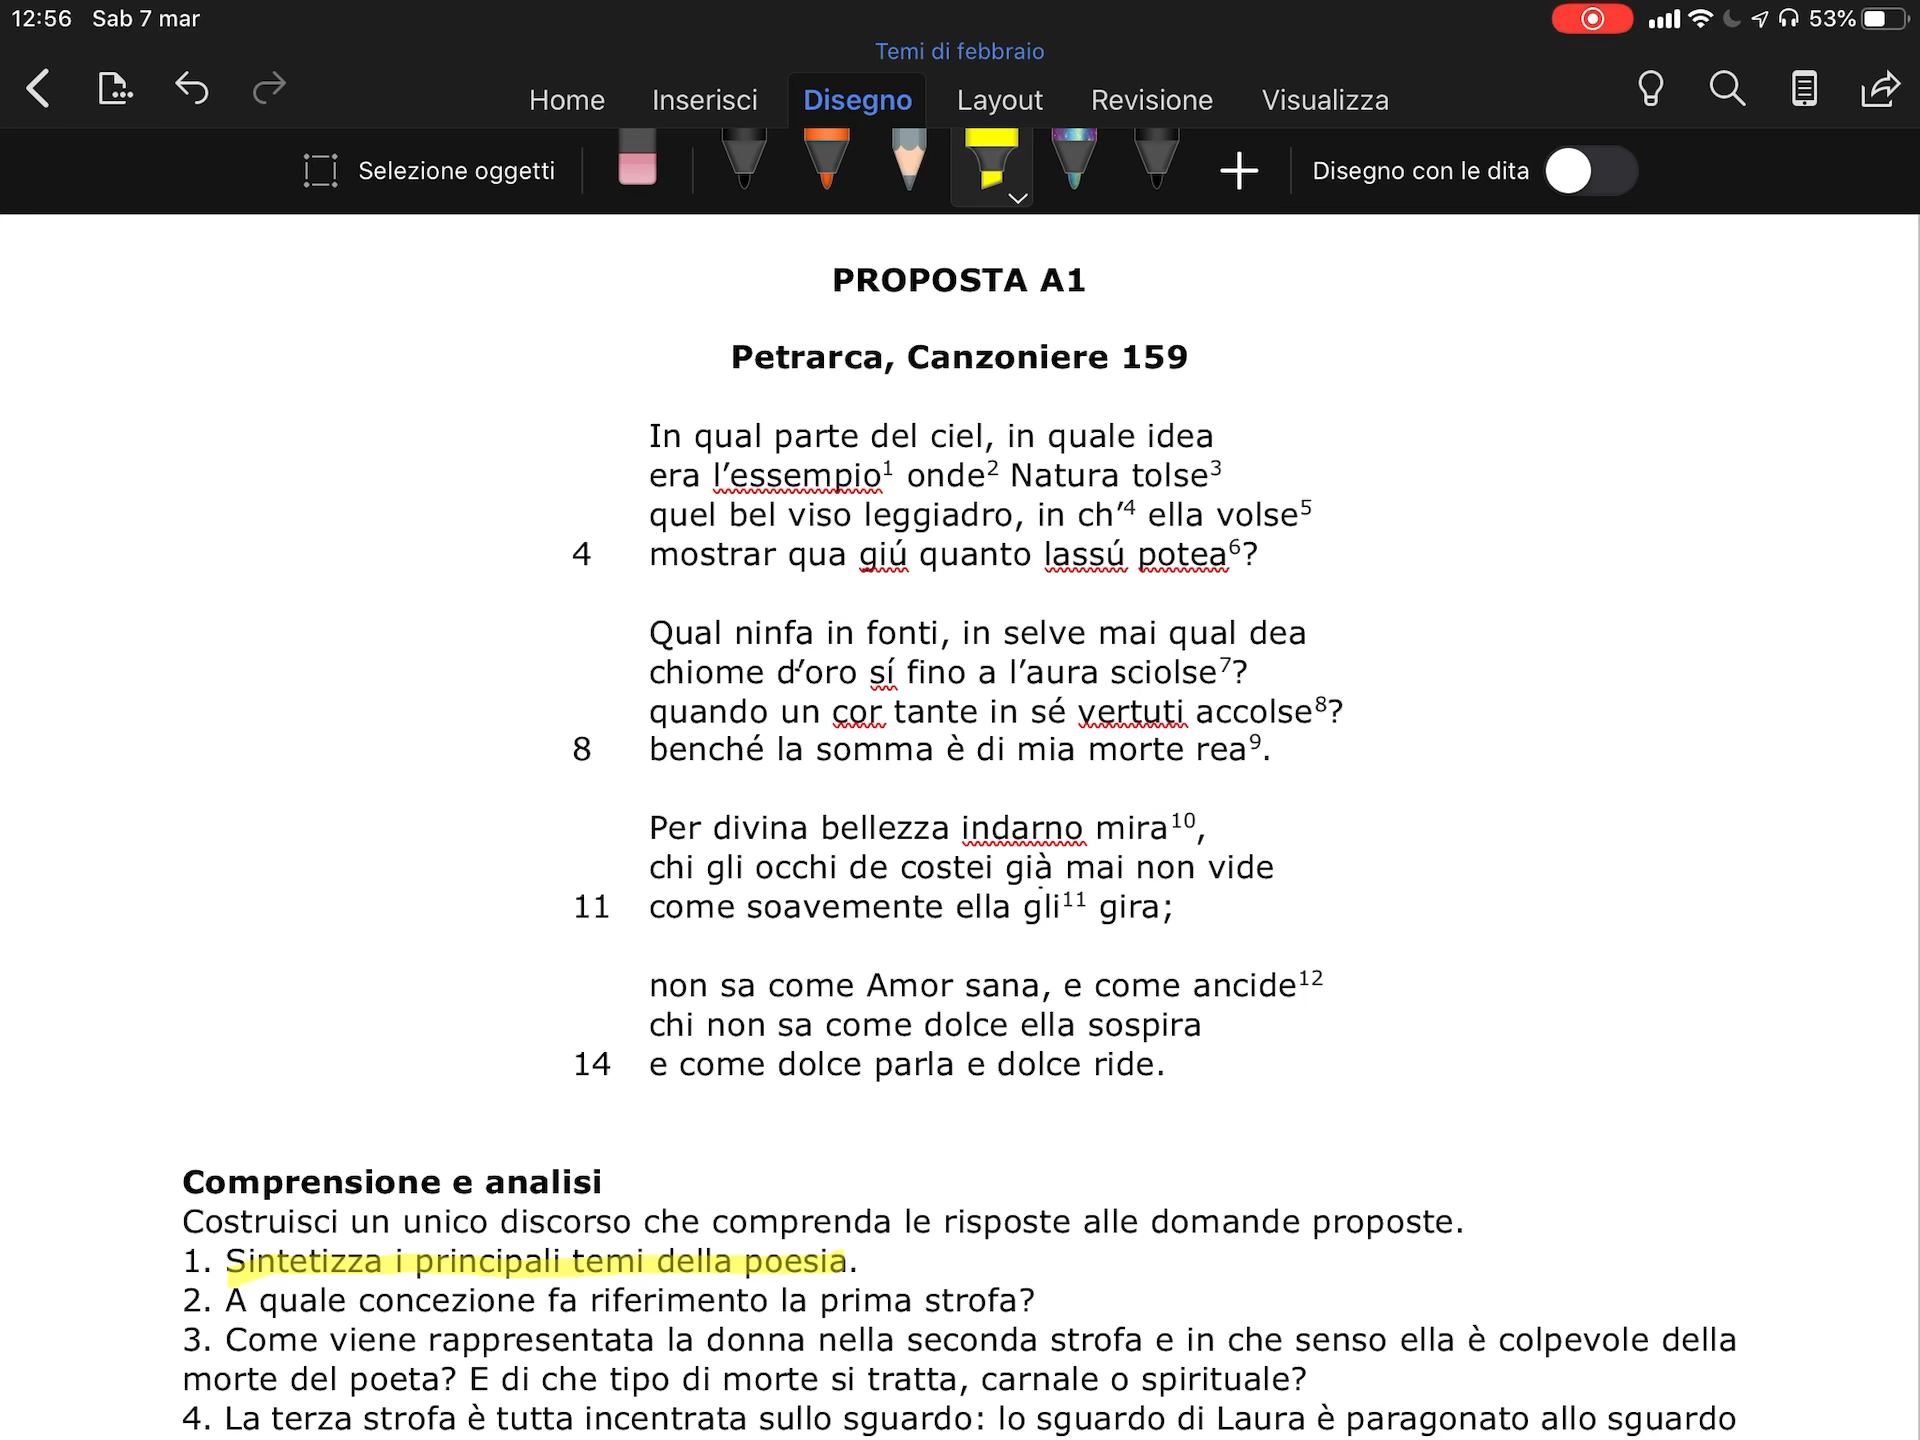 12:56 Sab 7 mar 53%
Temi di febbraio
Home Inserisci Disegno Layout Revisione Visualizza
Selezione oggetti Disegno con le dita
PROPOSTA A1
Petrarca, Canzoniere 159
In qual parte del ciel, in quale idea
era l’essempio¹ onde² Natura tolse³
quel bel viso leggiadro, in ch’⁴ ella volse⁵
4 mostrar qua giú quanto lassú potea⁶?
Qual ninfa in fonti, in selve mai qual dea
chiome d’oro sí fino a l’aura sciolse⁷?
quando un cor tante in sé vertuti accolse⁸?
8 benché la somma è di mia morte rea⁹.
Per divina bellezza indarno mira¹⁰,
chi gli occhi de costei già mai non vide
11 come soavemente ella gli¹¹ gira;
non sa come Amor sana, e come ancide¹²
chi non sa come dolce ella sospira
14 e come dolce parla e dolce ride.
Comprensione e analisi
Costruisci un unico discorso che comprenda le risposte alle domande proposte.
1. Sintetizza i principali temi della poesia.
2. A quale concezione fa riferimento la prima strofa?
3. Come viene rappresentata la donna nella seconda strofa e in che senso ella è colpevole della
morte del poeta? E di che tipo di morte si tratta, carnale o spirituale?
4. La terza strofa è tutta incentrata sullo sguardo: lo sguardo di Laura è paragonato allo sguardo